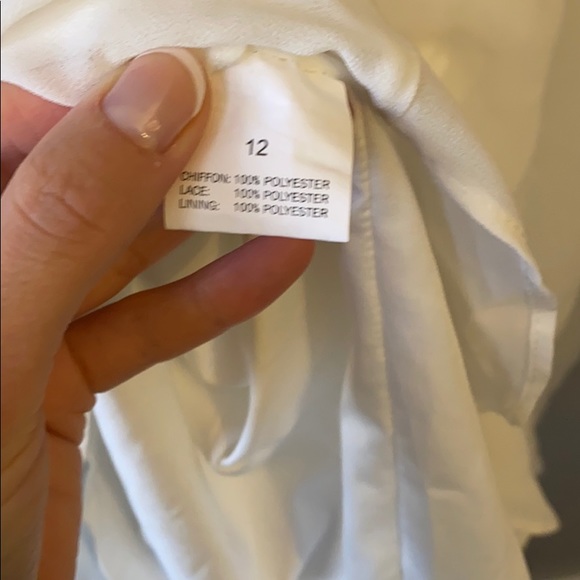 12
CHIFFON: 100% POLYESTER
LACE: 100% POLYESTER
LINING: 100% POLYESTER